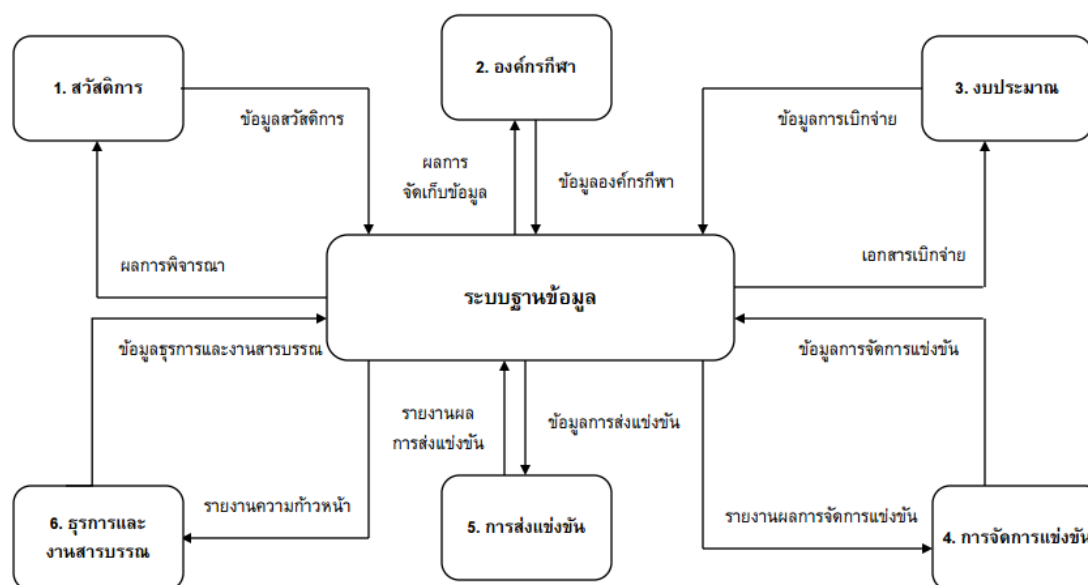 1. สวัสดิการ
2. องค์กรกีฬา
3. งบประมาณ
ข้อมูลสวัสดิการ
ข้อมูลการเบิกจ่าย
ผลการ
จัดเก็บข้อมูล
ข้อมูลองค์กรกีฬา
ผลการพิจารณา
เอกสารเบิกจ่าย
ระบบฐานข้อมูล
ข้อมูลธุรการและงานสารบรรณ
ข้อมูลการจัดการแข่งขัน
รายงานผล
การส่งแข่งขัน
ข้อมูลการส่งแข่งขัน
รายงานความก้าวหน้า
รายงานผลการจัดการแข่งขัน
6. ธุรการและ
งานสารบรรณ
5. การส่งแข่งขัน
4. การจัดการแข่งขัน